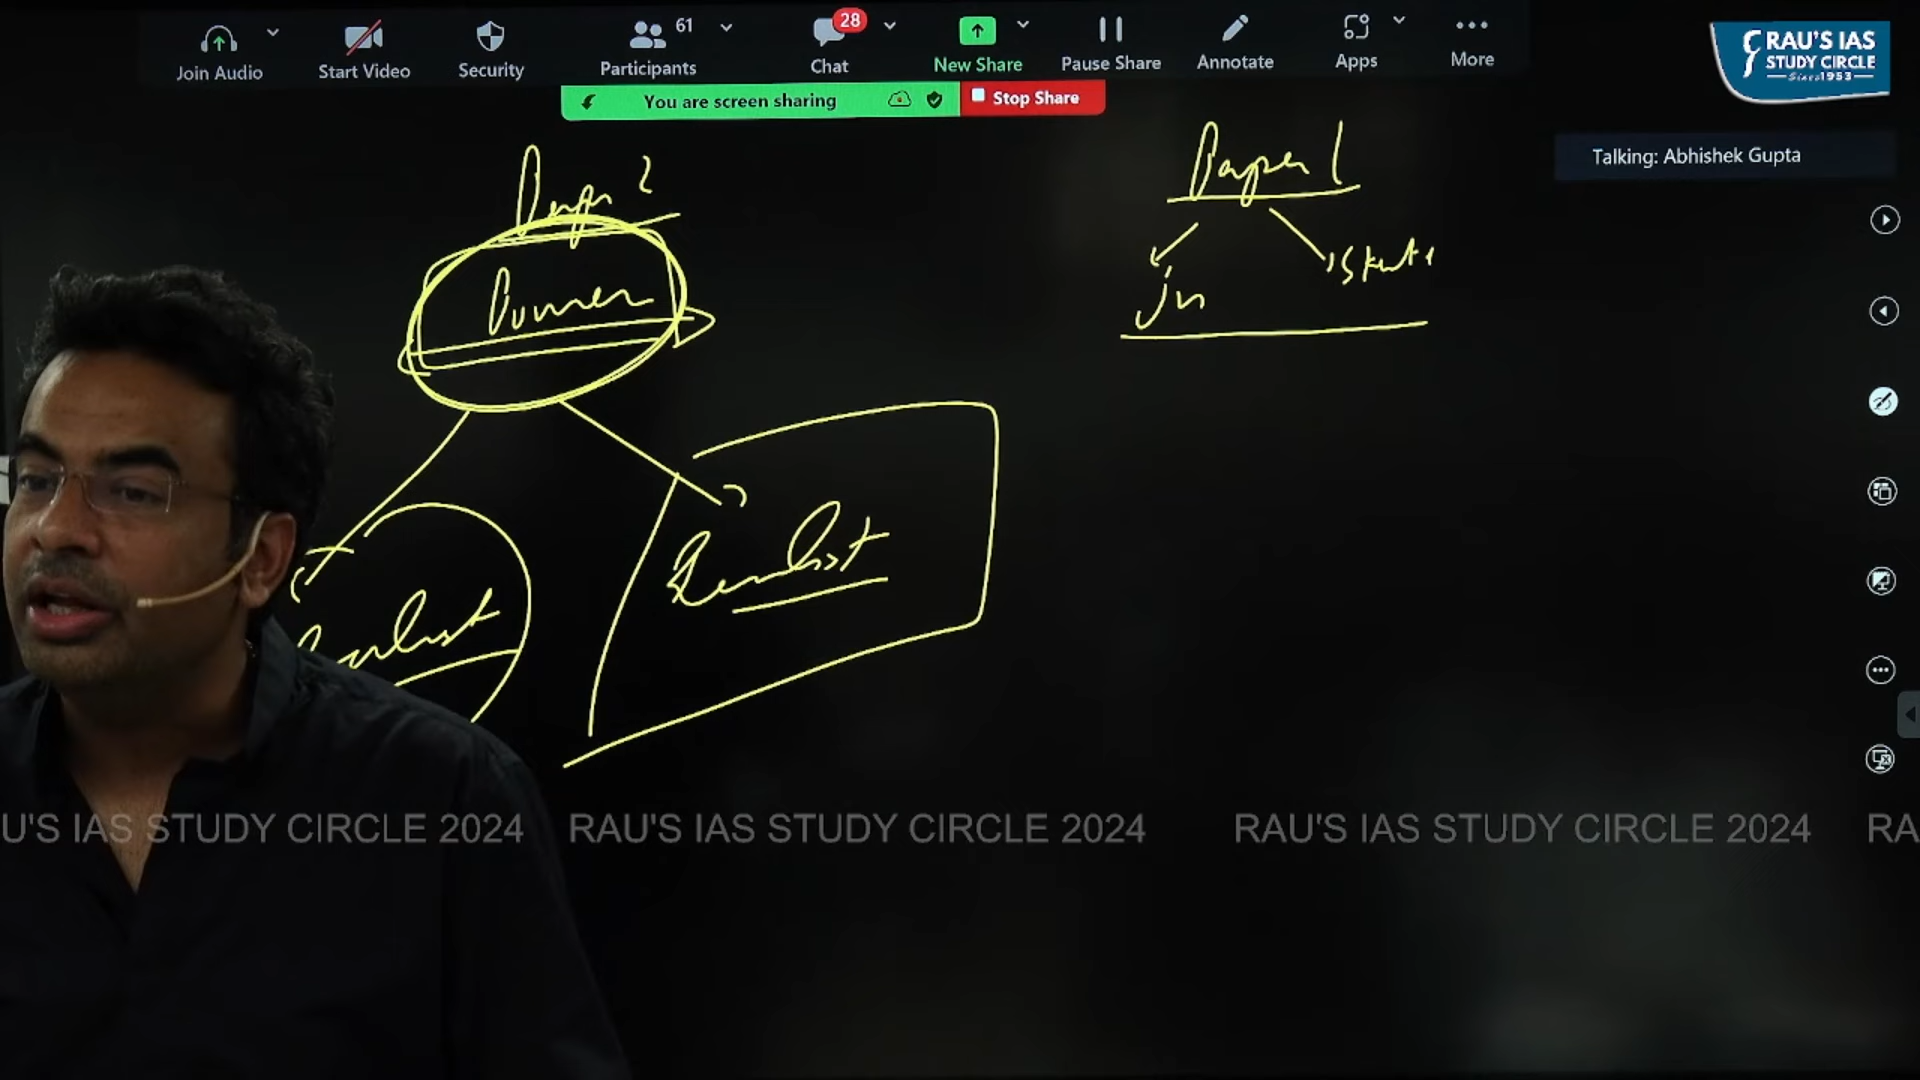 61
28
Join Audio
Start Video
Security
Participants
Chat
New Share
Pause Share
Annotate
Apps
More
RAU'S IAS
STUDY CIRCLE
Since 1953
You are screen sharing
Stop Share
Talking: Abhishek Gupta
Paper 2
Paper 1
Power
State
Realist
U'S IAS STUDY CIRCLE 2024 RAU'S IAS STUDY CIRCLE 2024 RAU'S IAS STUDY CIRCLE 2024 RA